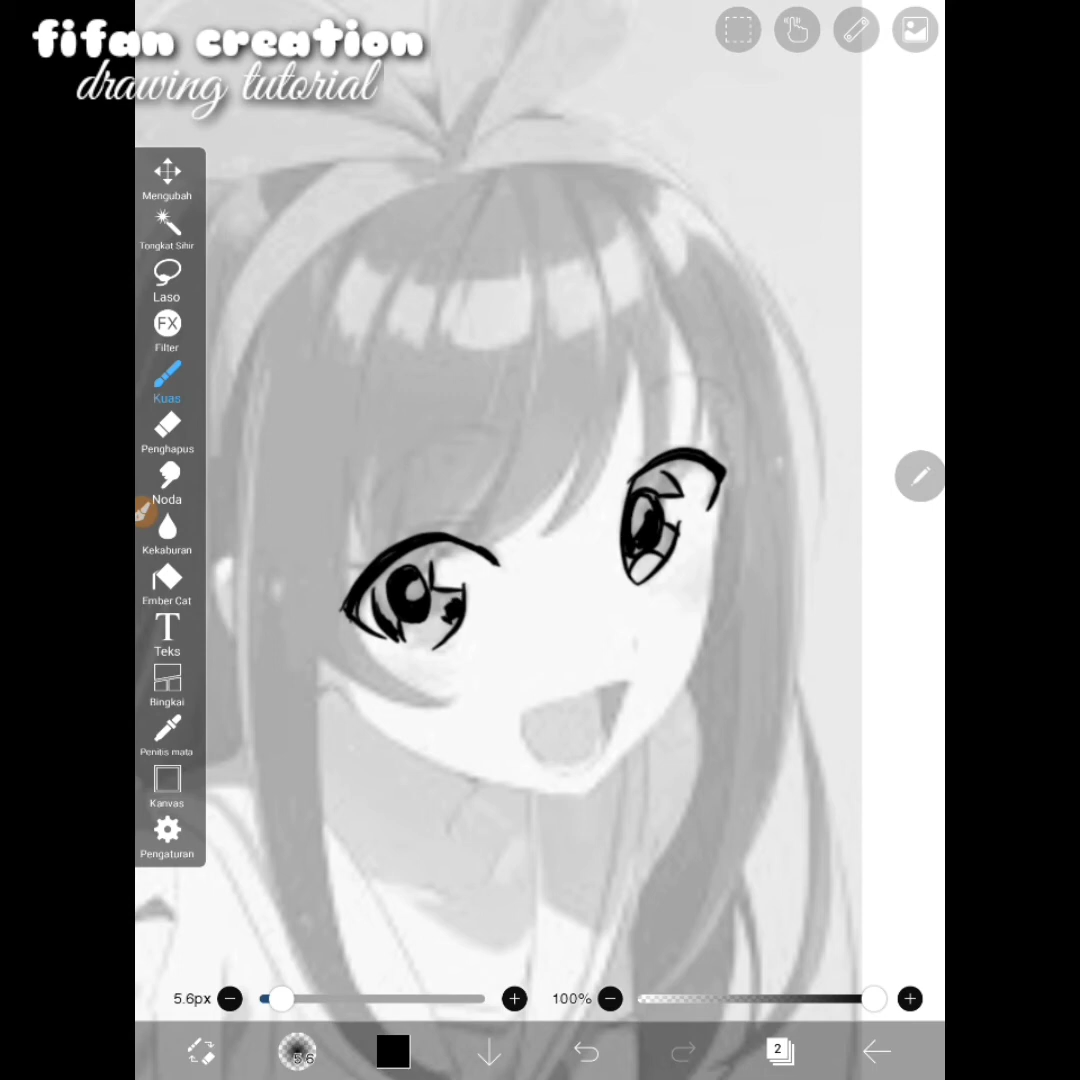 fifan creation
drawing tutorial
Mengubah
Tongkat Sihir
Laso
FX
Filter
Kuas
Penghapus
Noda
Kekaburan
Ember Cat
T
Teks
Bingkai
Penitis mata
Kanvas
Pengaturan
5.6px
100%
5.6
2